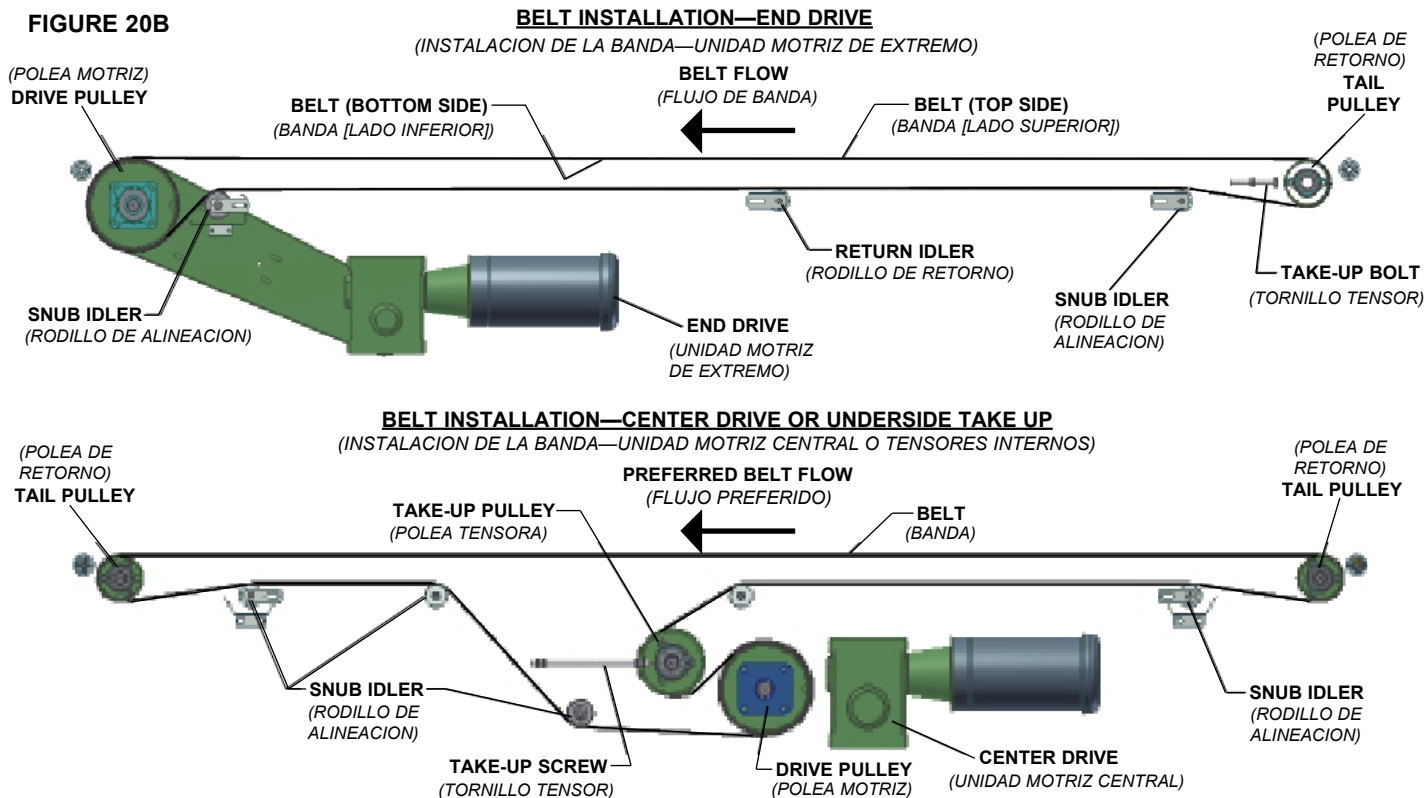 FIGURE 20B
BELT INSTALLATION—END DRIVE
(INSTALACION DE LA BANDA—UNIDAD MOTRIZ DE EXTREMO)
(POLEA MOTRIZ)
DRIVE PULLEY
BELT (BOTTOM SIDE)
(BANDA [LADO INFERIOR])
BELT FLOW
(FLUJO DE BANDA)
BELT (TOP SIDE)
(BANDA [LADO SUPERIOR])
(POLEA DE
RETORNO)
TAIL
PULLEY
SNUB IDLER
(RODILLO DE ALINEACION)
END DRIVE
(UNIDAD MOTRIZ
DE EXTREMO)
RETURN IDLER
(RODILLO DE RETORNO)
SNUB IDLER
(RODILLO DE
ALINEACION)
TAKE-UP BOLT
(TORNILLO TENSOR)
BELT INSTALLATION—CENTER DRIVE OR UNDERSIDE TAKE UP
(INSTALACION DE LA BANDA—UNIDAD MOTRIZ CENTRAL O TENSORES INTERNOS)
(POLEA DE
RETORNO)
TAIL PULLEY
TAKE-UP PULLEY
(POLEA TENSORA)
PREFERRED BELT FLOW
(FLUJO PREFERIDO)
BELT
(BANDA)
(POLEA DE
RETORNO)
TAIL PULLEY
SNUB IDLER
(RODILLO DE
ALINEACION)
TAKE-UP SCREW
(TORNILLO TENSOR)
DRIVE PULLEY
(POLEA MOTRIZ)
CENTER DRIVE
(UNIDAD MOTRIZ CENTRAL)
SNUB IDLER
(RODILLO DE
ALINEACION)